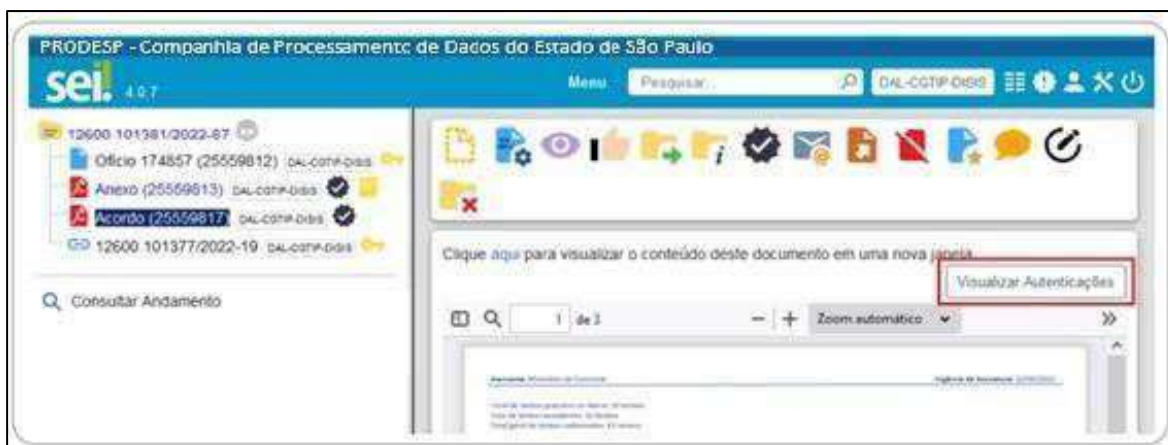 PRODESP - Companhia de Processamento de Dados do Estado de São Paulo
sei! 4.0.7
Menu
Pesquisar...
DAL-CGTIP-DISIS
12600 101381/2022-87
Ofício 174857 (25559812) DAL-CGTIP-DISIS
Anexo (25559813) DAL-CGTIP-DISIS
Acordo (25559817) DAL-CGTIP-DISIS
12600 101377/2022-19 DAL-CGTIP-DISIS
Consultar Andamento
Clique aqui para visualizar o conteúdo deste documento em uma nova janela.
Visualizar Autenticações
1 de 3
Zoom automático